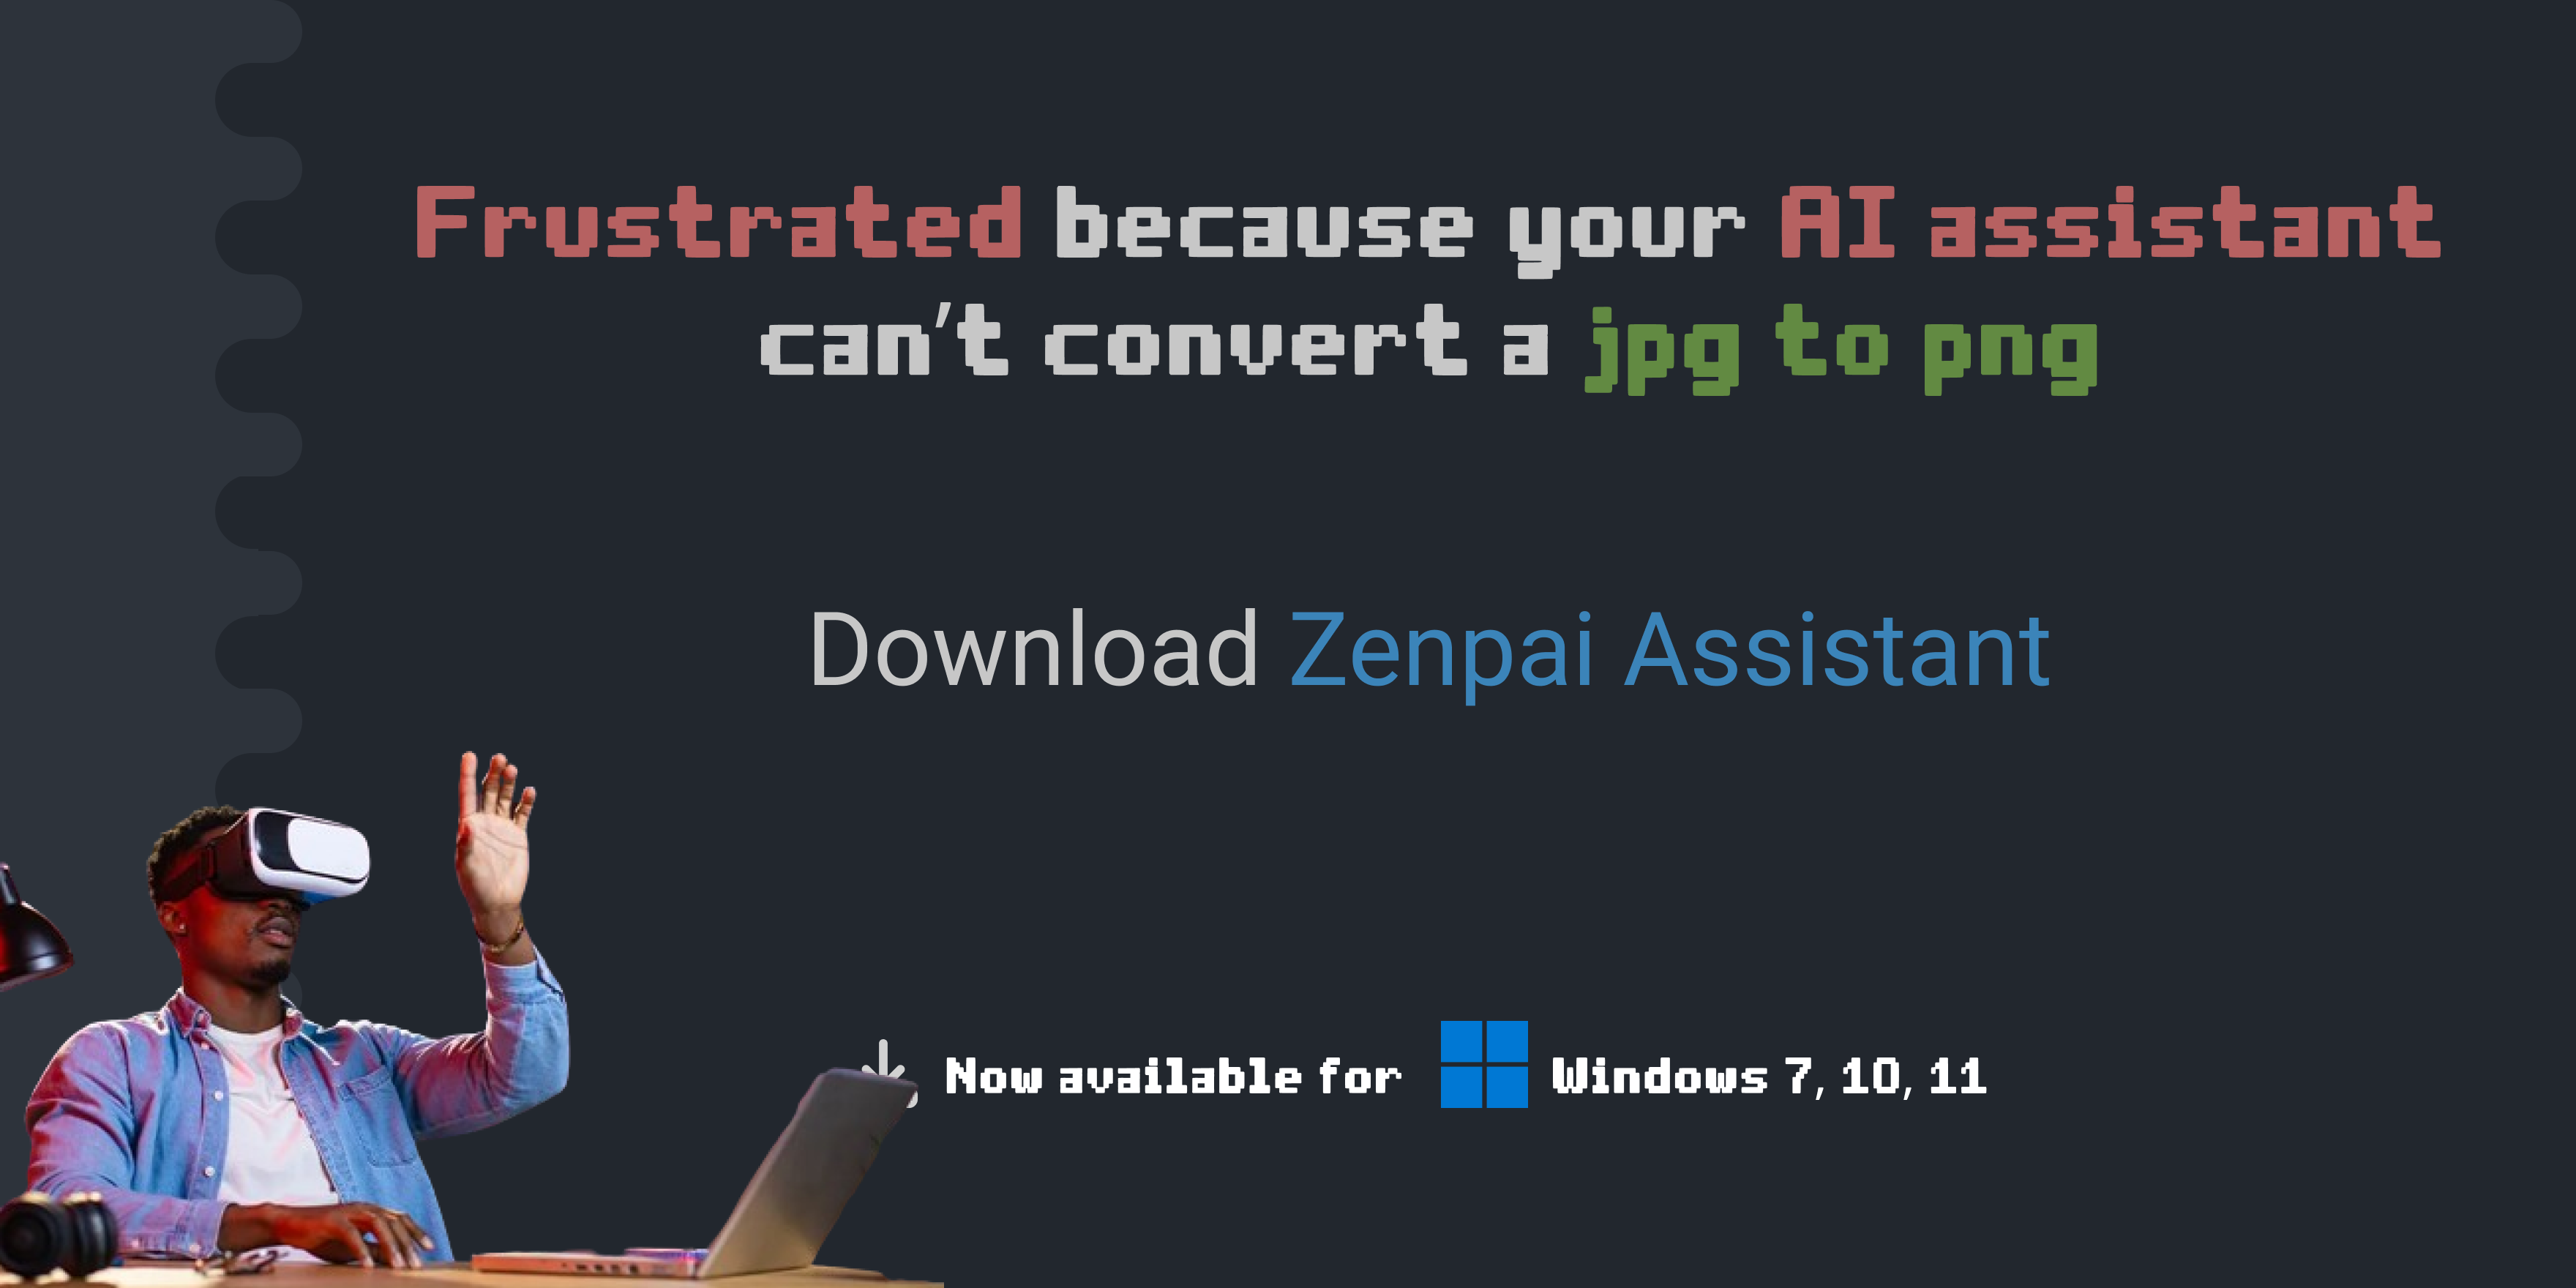 Frustrated because your AI assistant
can't convert a jpg to png
Download Zenpai Assistant
Now available for Windows 7, 10, 11